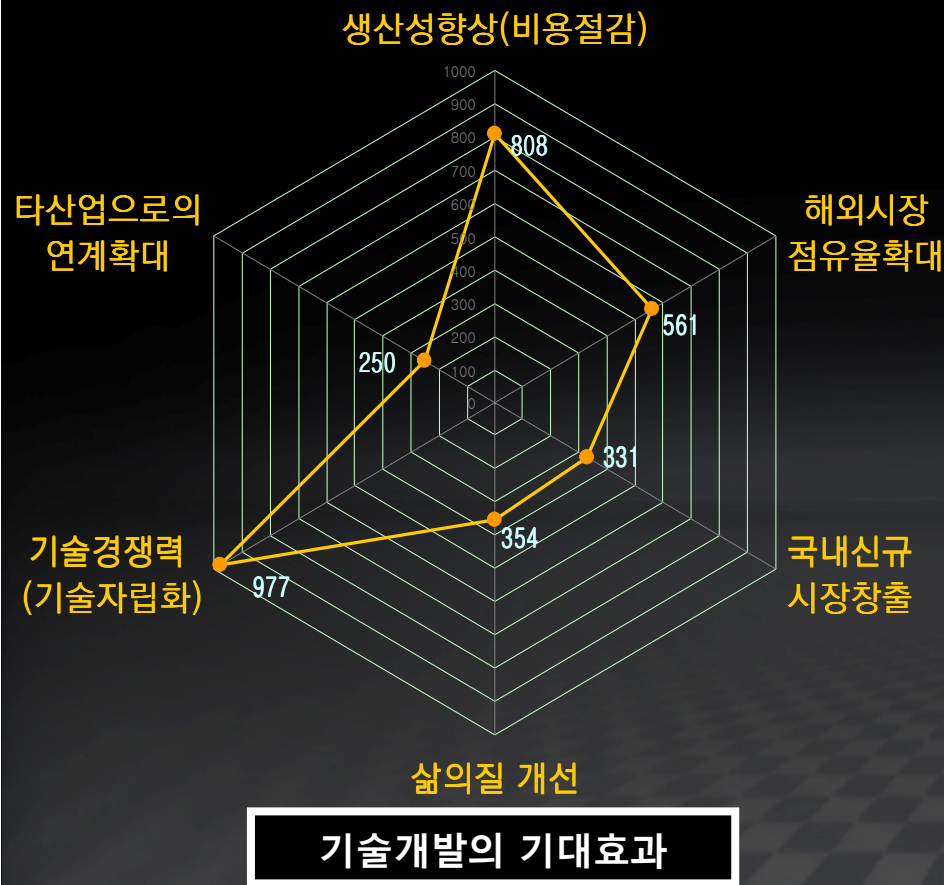 생산성향상(비용절감)
1000
900
800
808
700
타산업으로의
연계확대
600
해외시장
점유율확대
500
400
300
561
200
250
100
0
331
354
기술경쟁력
(기술자립화)
977
국내신규
시장창출
삶의질 개선
기술개발의 기대효과